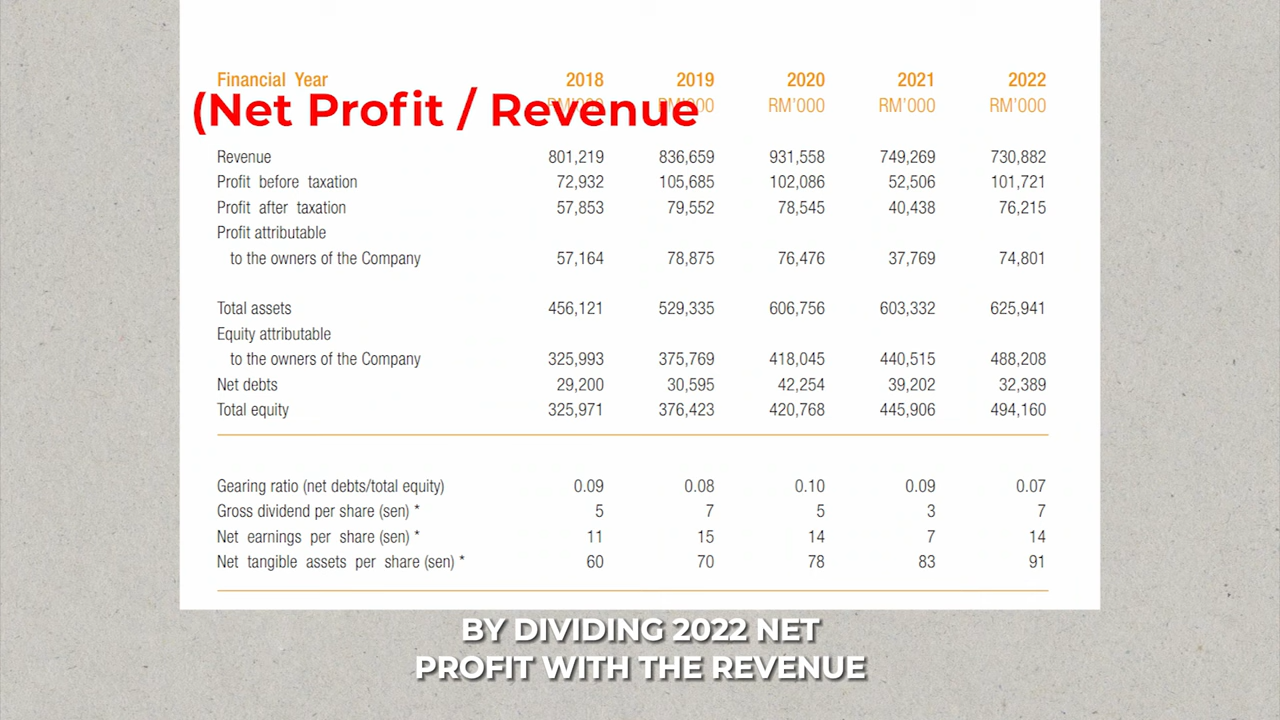 Financial Year 2018 2019 2020 2021 2022
(Net Profit / Revenue
RM'000 RM'000 RM'000
Revenue 801,219 836,659 931,558 749,269 730,882
Profit before taxation 72,932 105,685 102,086 52,506 101,721
Profit after taxation 57,853 79,552 78,545 40,438 76,215
Profit attributable
to the owners of the Company 57,164 78,875 76,476 37,769 74,801
Total assets 456,121 529,335 606,756 603,332 625,941
Equity attributable
to the owners of the Company 325,993 375,769 418,045 440,515 488,208
Net debts 29,200 30,595 42,254 39,202 32,389
Total equity 325,971 376,423 420,768 445,906 494,160
Gearing ratio (net debts/total equity) 0.09 0.08 0.10 0.09 0.07
Gross dividend per share (sen) * 5 7 5 3 7
Net earnings per share (sen) * 11 15 14 7 14
Net tangible assets per share (sen) * 60 70 78 83 91
BY DIVIDING 2022 NET
PROFIT WITH THE REVENUE